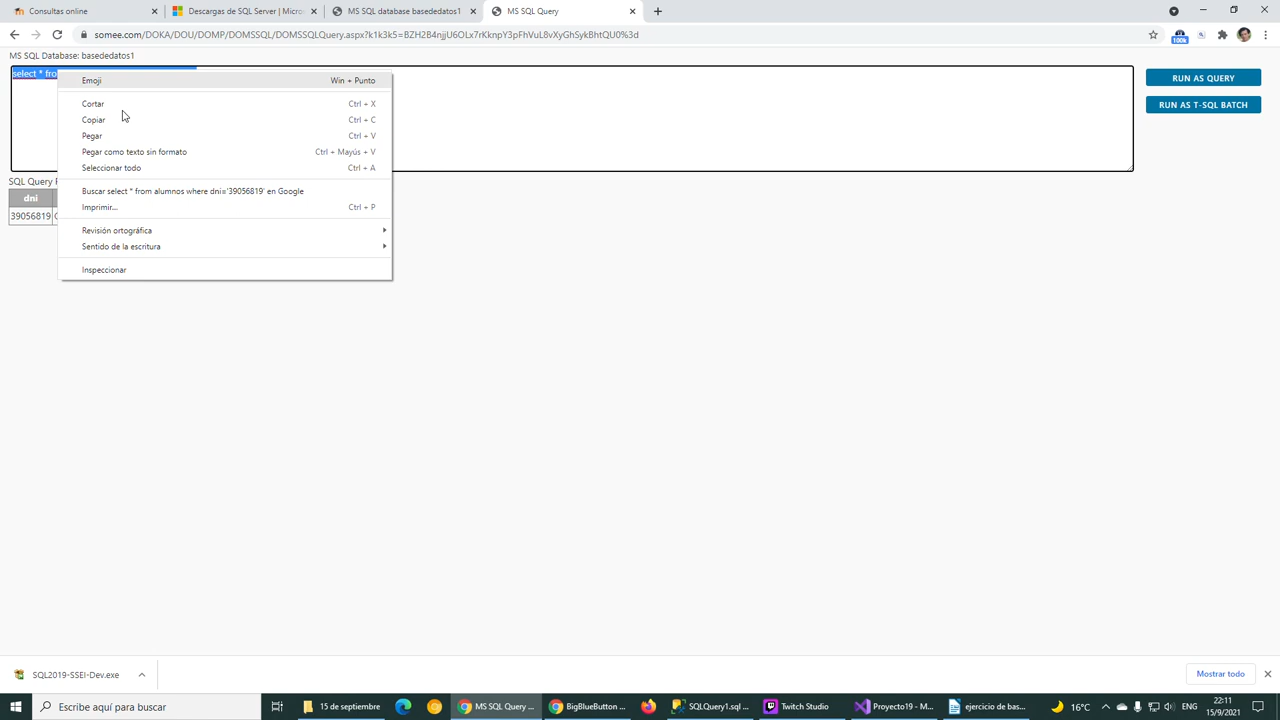 Consultas online
Descargas de SQL Server | Micros
MS SQL database basededatos1
MS SQL Query
somee.com/DOKA/DOU/DOMP/DOMSSQL/DOMSSQLQuery.aspx?k1k3k5=BZH2B4njjU6OLx7rKknpY3pFhVuL8vXyGhSykBhtQU0%3d
100k
MS SQL Database: basededatos1
select * fro
RUN AS QUERY
RUN AS T-SQL BATCH
Emoji Win + Punto
Cortar Ctrl + X
Copiar Ctrl + C
Pegar Ctrl + V
Pegar como texto sin formato Ctrl + Mayús + V
Seleccionar todo Ctrl + A
Buscar select * from alumnos where dni='39056819' en Google
Imprimir... Ctrl + P
Revisión ortográfica
Sentido de la escritura
Inspeccionar
SQL Query
dni
39056819
SQL2019-SSEI-Dev.exe
Mostrar todo
Escribe aquí para buscar
15 de septiembre
MS SQL Query ...
BigBlueButton ...
SQLQuery1.sql ...
Twitch Studio
Proyecto19 - M...
ejercicio de bas...
16°C
22:11
15/9/2021